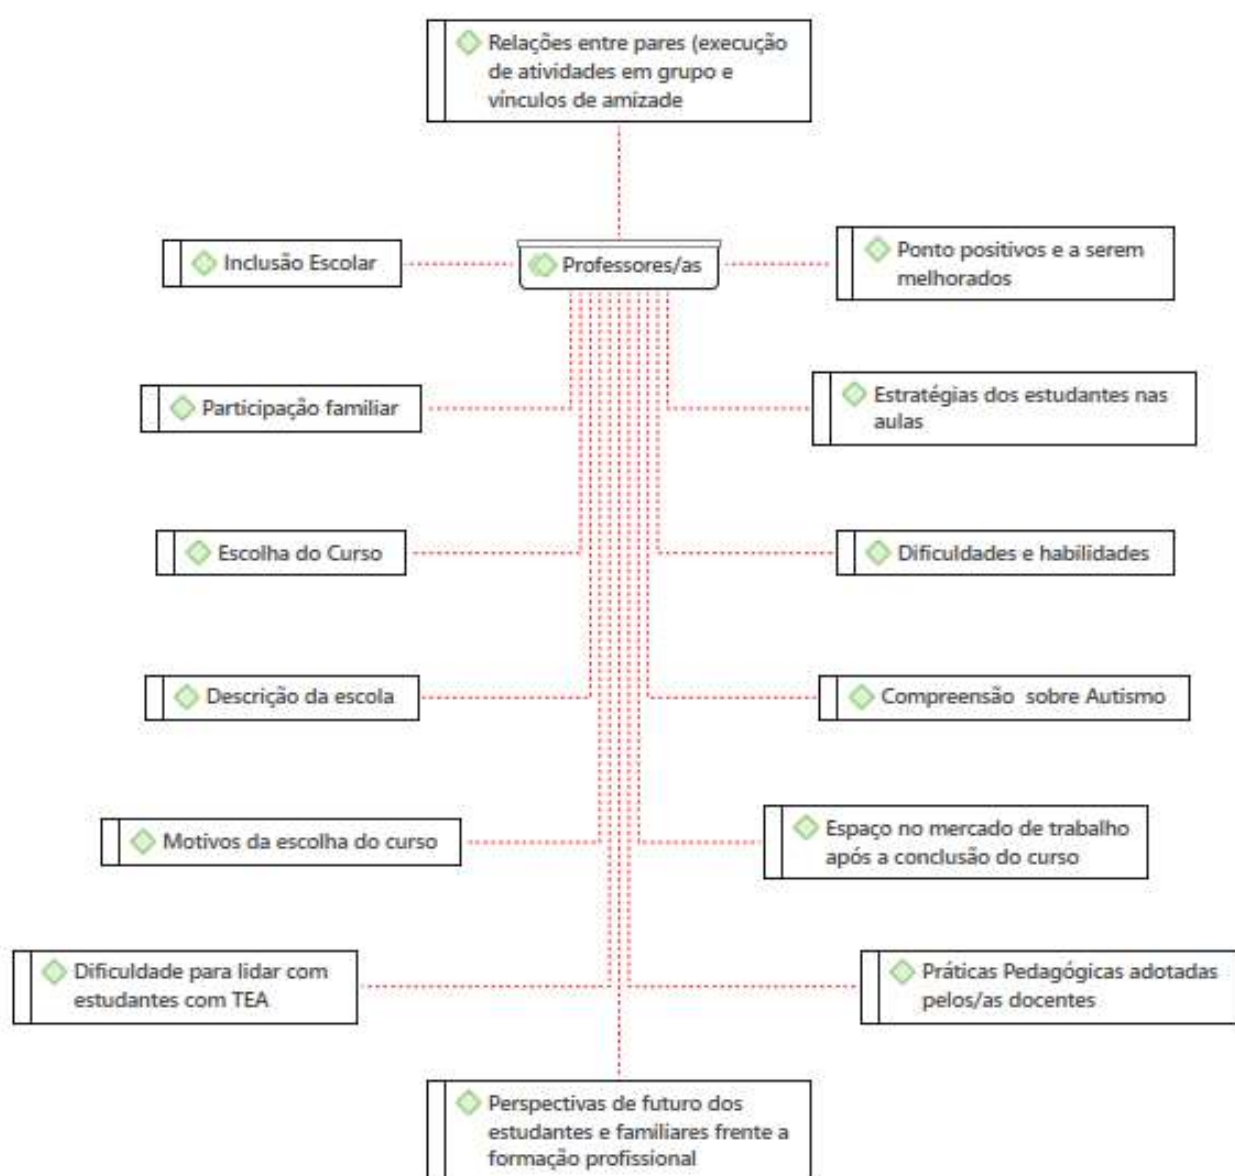 Relações entre pares (execução
de atividades em grupo e
vínculos de amizade
Inclusão Escolar
Professores/as
Ponto positivos e a serem
melhorados
Participação familiar
Estratégias dos estudantes nas
aulas
Escolha do Curso
Dificuldades e habilidades
Descrição da escola
Compreensão  sobre Autismo
Motivos da escolha do curso
Espaço no mercado de trabalho
após a conclusão do curso
Dificuldade para lidar com
estudantes com TEA
Práticas Pedagógicas adotadas
pelos/as docentes
Perspectivas de futuro dos
estudantes e familiares frente a
formação profissional